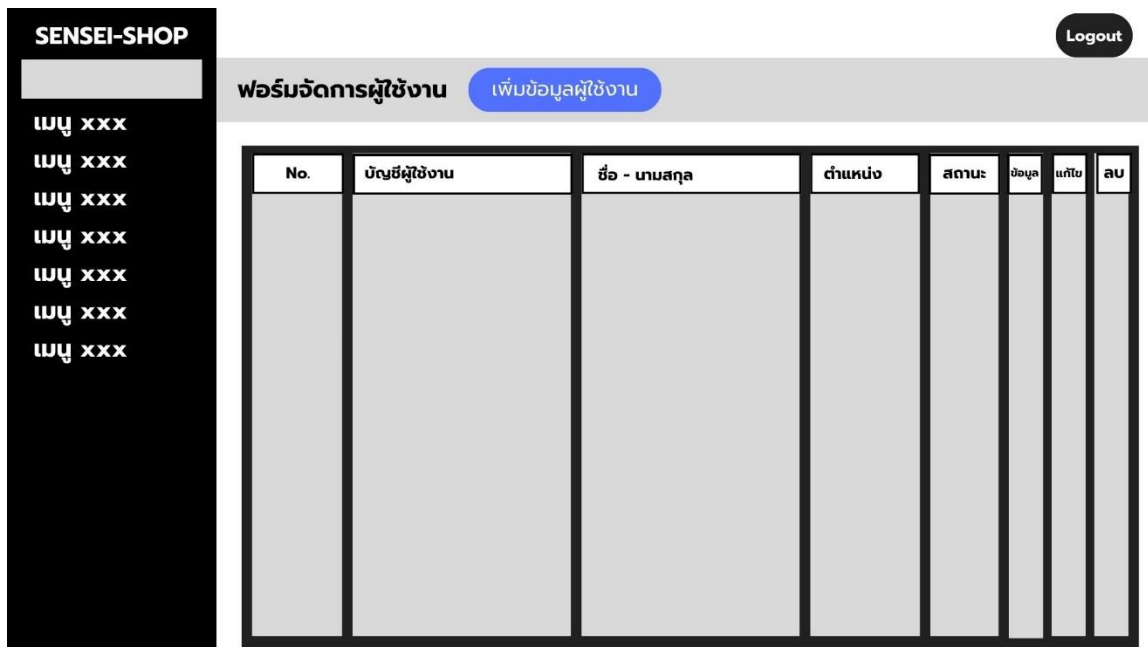 SENSEI-SHOP
Logout
ฟอร์มจัดการผู้ใช้งาน
เพิ่มข้อมูลผู้ใช้งาน
เมนู xxx
เมนู xxx
เมนู xxx
เมนู xxx
เมนู xxx
เมนู xxx
เมนู xxx
No. บัญชีผู้ใช้งาน ชื่อ - นามสกุล ตำแหน่ง สถานะ ข้อมูล แก้ไข ลบ